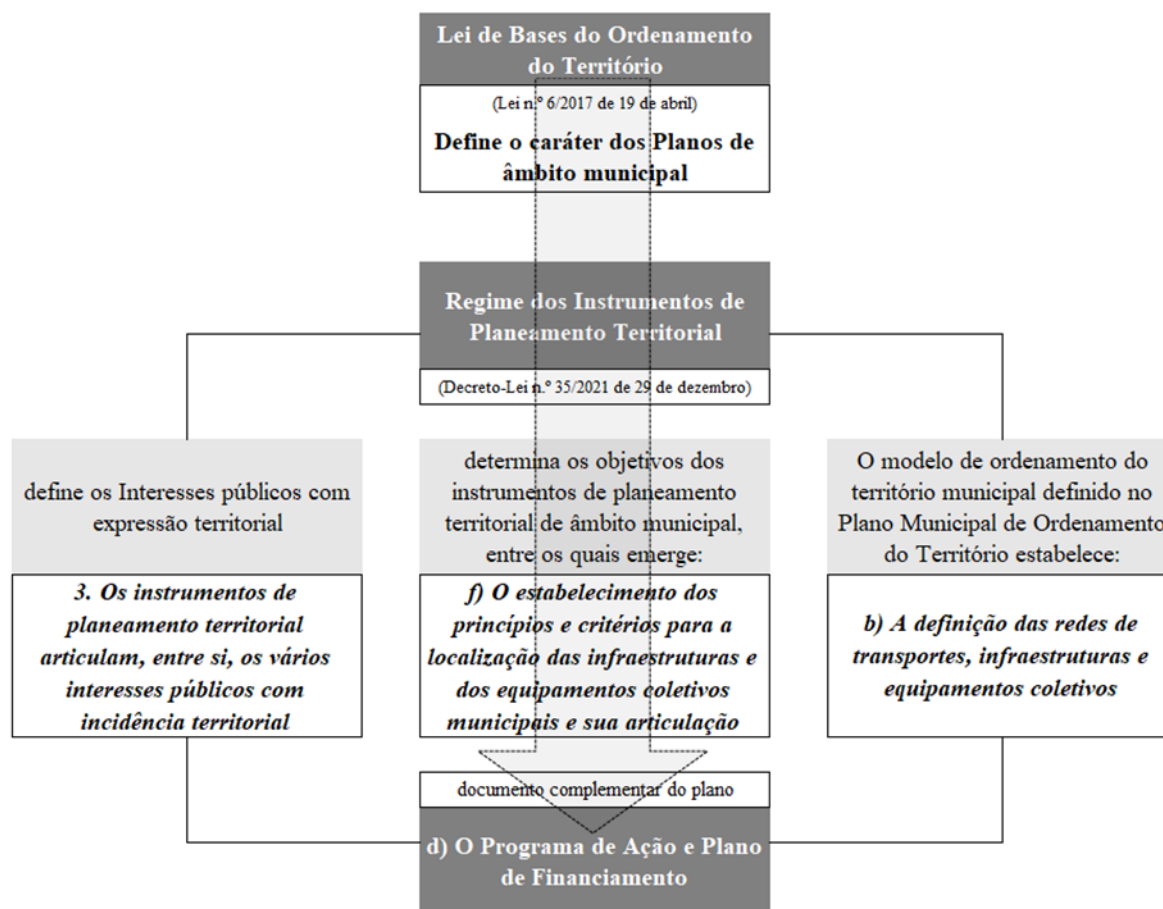 Lei de Bases do Ordenamento
do Território
(Lei n.º 6/2017 de 19 de abril)
Define o caráter dos Planos de
âmbito municipal
Regime dos Instrumentos de
Planeamento Territorial
(Decreto-Lei n.º 35/2021 de 29 de dezembro)
define os Interesses públicos com
expressão territorial
3. Os instrumentos de
planeamento territorial
articulam, entre si, os vários
interesses públicos com
incidência territorial
determina os objetivos dos
instrumentos de planeamento
territorial de âmbito municipal,
entre os quais emerge:
f) O estabelecimento dos
princípios e critérios para a
localização das infraestruturas e
dos equipamentos coletivos
municipais e sua articulação
O modelo de ordenamento do
território municipal definido no
Plano Municipal de Ordenamento
do Território estabelece:
b) A definição das redes de
transportes, infraestruturas e
equipamentos coletivos
documento complementar do plano
d) O Programa de Ação e Plano
de Financiamento